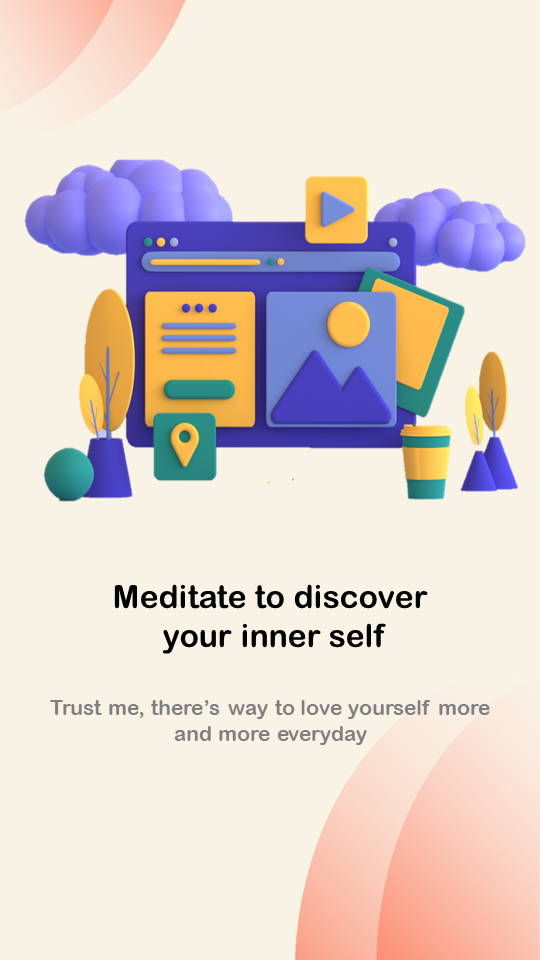 Meditate to discover
your inner self
Trust me, there's way to love yourself more
and more everyday